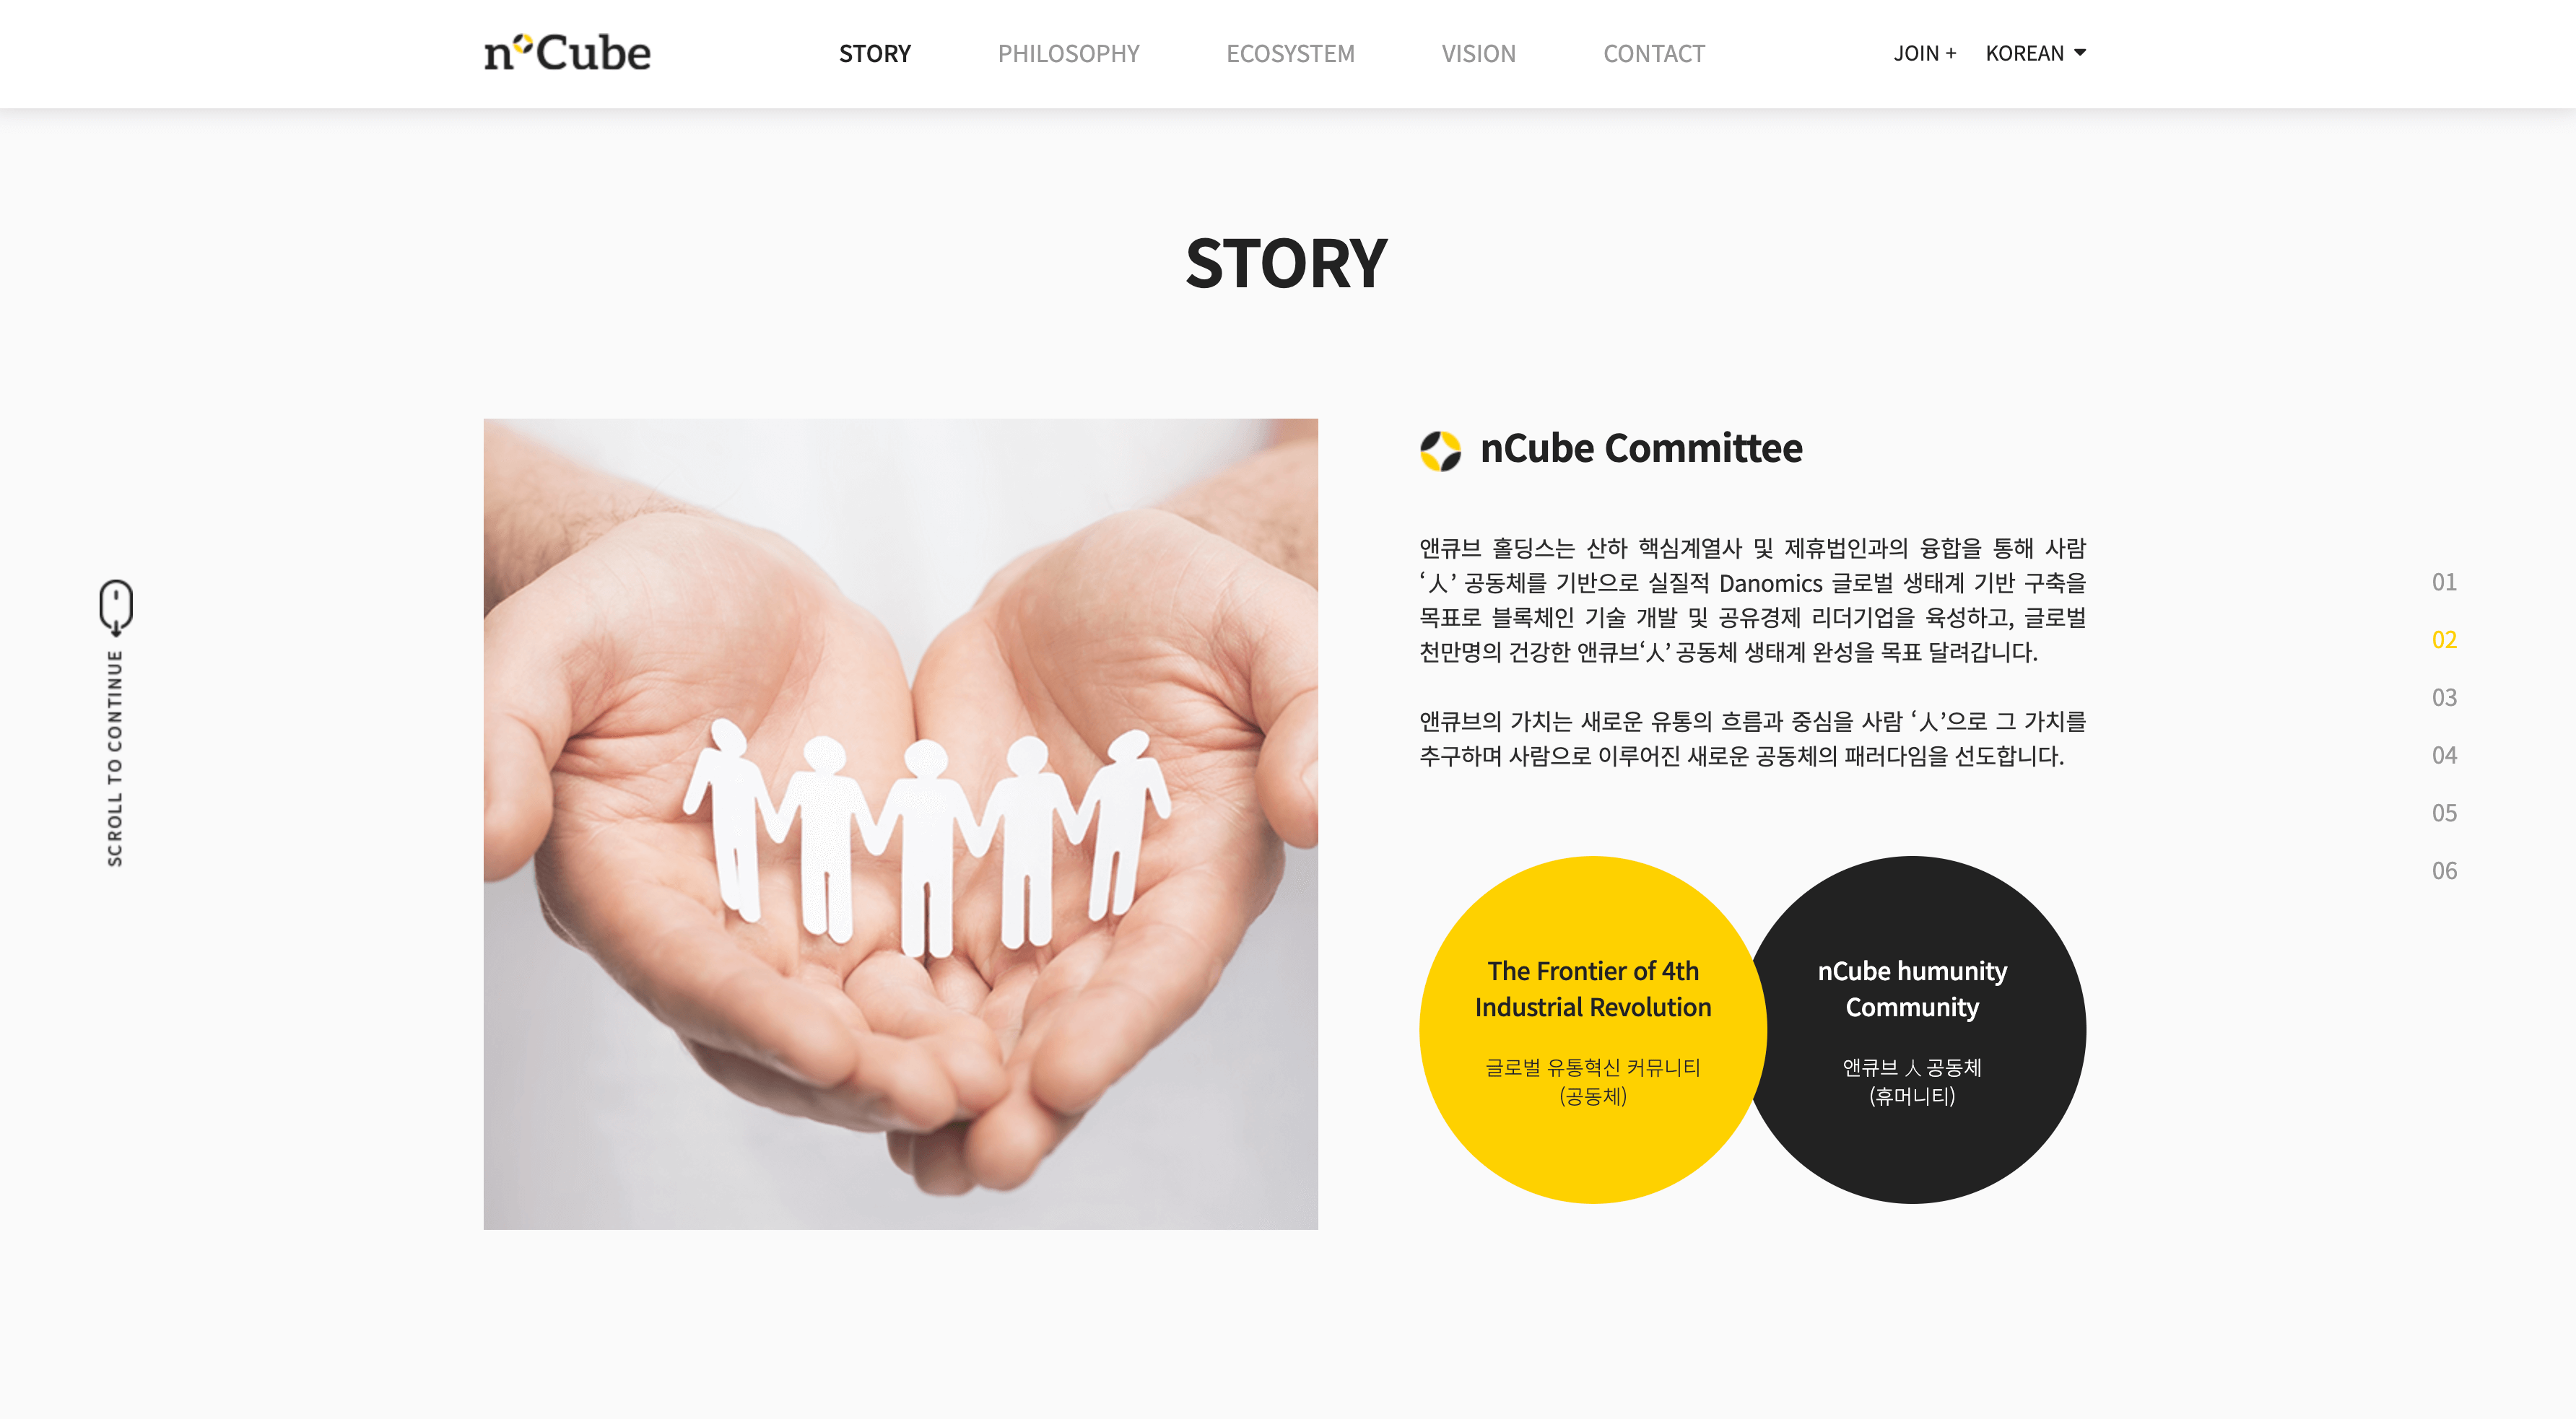 nCube
STORY
PHILOSOPHY
ECOSYSTEM
VISION
CONTACT
JOIN +
KOREAN
STORY
SCROLL TO CONTINUE
nCube Committee
앤큐브 홀딩스는 산하 핵심계열사 및 제휴법인과의 융합을 통해 사람
‘人’ 공동체를 기반으로 실질적 Danomics 글로벌 생태계 기반 구축을
목표로 블록체인 기술 개발 및 공유경제 리더기업을 육성하고, 글로벌
천만명의 건강한 앤큐브‘人’ 공동체 생태계 완성을 목표 달려갑니다.
앤큐브의 가치는 새로운 유통의 흐름과 중심을 사람 ‘人’으로 그 가치를
추구하며 사람으로 이루어진 새로운 공동체의 패러다임을 선도합니다.
The Frontier of 4th
Industrial Revolution
글로벌 유통혁신 커뮤니티
(공동체)
nCube humunity
Community
앤큐브 人 공동체
(휴머니티)
01
02
03
04
05
06